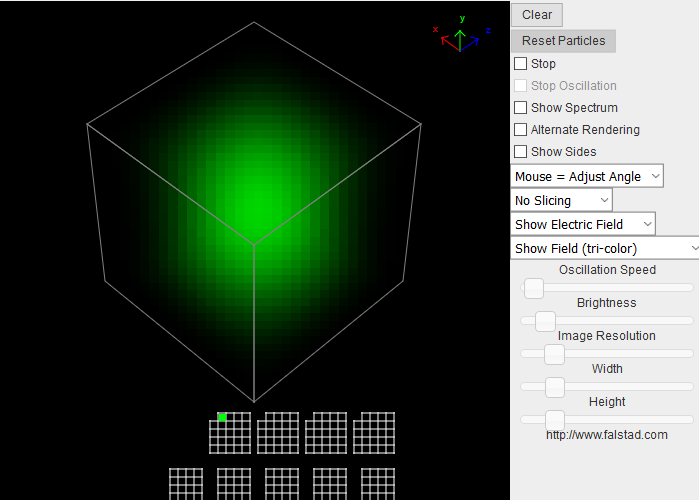 Clear
y
x
z
Reset Particles
Stop
Stop Oscillation
Show Spectrum
Alternate Rendering
Show Sides
Mouse = Adjust Angle
No Slicing
Show Electric Field
Show Field (tri-color)
Oscillation Speed
Brightness
Image Resolution
Width
Height
http://www.falstad.com